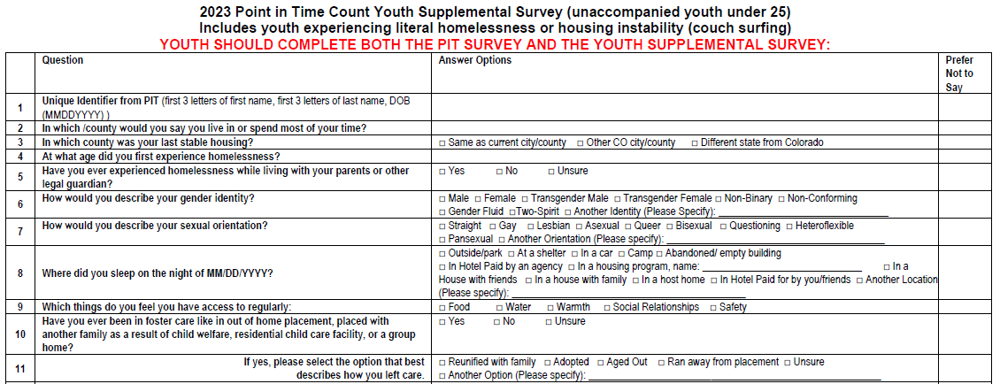 2023 Point in Time Count Youth Supplemental Survey (unaccompanied youth under 25)
Includes youth experiencing literal homelessness or housing instability (couch surfing)
YOUTH SHOULD COMPLETE BOTH THE PIT SURVEY AND THE YOUTH SUPPLEMENTAL SURVEY:
Question Answer Options Prefer
Not to
Say
1 Unique Identifier from PIT (first 3 letters of first name, first 3 letters of last name, DOB
(MMDDYYYY) )
2 In which /county would you say you live in or spend most of your time?
3 In which county was your last stable housing? □ Same as current city/county □ Other CO city/county □ Different state from Colorado
4 At what age did you first experience homelessness?
5 Have you ever experienced homelessness while living with your parents or other
legal guardian? □ Yes □ No □ Unsure
6 How would you describe your gender identity? □ Male □ Female □ Transgender Male □ Transgender Female □ Non-Binary □ Non-Conforming
□ Gender Fluid □Two-Spirit □ Another Identity (Please Specify): ______________________________
7 How would you describe your sexual orientation? □ Straight □ Gay □ Lesbian □ Asexual □ Queer □ Bisexual □ Questioning □ Heteroflexible
□ Pansexual □ Another Orientation (Please specify): ______________________________
8 Where did you sleep on the night of MM/DD/YYYY? □ Outside/park □ At a shelter □ In a car □ Camp □ Abandoned/ empty building
□ In Hotel Paid by an agency □ In a housing program, name: ______________________________ □ In a
House with friends □ In a house with family □ In a host home □ In Hotel Paid for by you/friends □ Another Location
(Please specify): ______________________________
9 Which things do you feel you have access to regularly: □ Food □ Water □ Warmth □ Social Relationships □ Safety
10 Have you ever been in foster care like in out of home placement, placed with
another family as a result of child welfare, residential child care facility, or a group
home? □ Yes □ No □ Unsure
11 If yes, please select the option that best
describes how you left care. □ Reunified with family □ Adopted □ Aged Out □ Ran away from placement □ Unsure
□ Another Option (Please specify): ______________________________